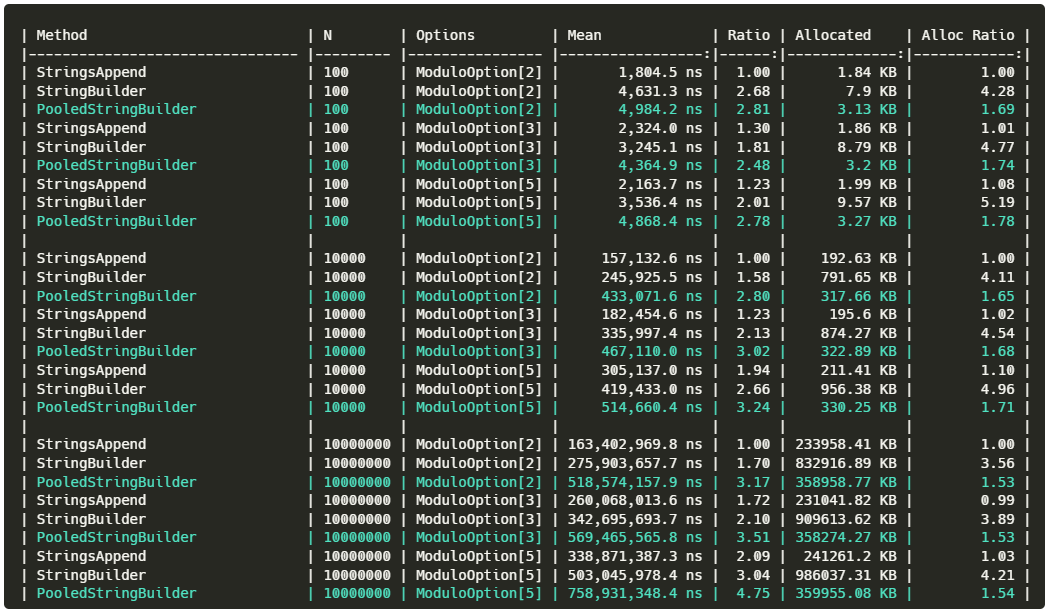 | Method                         | N        | Options         | Mean             | Ratio | Allocated    | Alloc Ratio |
|------------------------------- |--------- |---------------- |-----------------:|------:|-------------:|------------:|
| StringsAppend                  | 100      | ModuloOption[2] |       1,804.5 ns |  1.00 |      1.84 KB |        1.00 |
| StringBuilder                  | 100      | ModuloOption[2] |       4,631.3 ns |  2.68 |       7.9 KB |        4.28 |
| PooledStringBuilder            | 100      | ModuloOption[2] |       4,984.2 ns |  2.81 |      3.13 KB |        1.69 |
| StringsAppend                  | 100      | ModuloOption[3] |       2,324.0 ns |  1.30 |      1.86 KB |        1.01 |
| StringBuilder                  | 100      | ModuloOption[3] |       3,245.1 ns |  1.81 |      8.79 KB |        4.77 |
| PooledStringBuilder            | 100      | ModuloOption[3] |       4,364.9 ns |  2.48 |       3.2 KB |        1.74 |
| StringsAppend                  | 100      | ModuloOption[5] |       2,163.7 ns |  1.23 |      1.99 KB |        1.08 |
| StringBuilder                  | 100      | ModuloOption[5] |       3,536.4 ns |  2.01 |      9.57 KB |        5.19 |
| PooledStringBuilder            | 100      | ModuloOption[5] |       4,868.4 ns |  2.78 |      3.27 KB |        1.78 |
|                                |          |                 |                  |       |              |             |
| StringsAppend                  | 10000    | ModuloOption[2] |     157,132.6 ns |  1.00 |    192.63 KB |        1.00 |
| StringBuilder                  | 10000    | ModuloOption[2] |     245,925.5 ns |  1.58 |    791.65 KB |        4.11 |
| PooledStringBuilder            | 10000    | ModuloOption[2] |     433,071.6 ns |  2.80 |    317.66 KB |        1.65 |
| StringsAppend                  | 10000    | ModuloOption[3] |     182,454.6 ns |  1.23 |     195.6 KB |        1.02 |
| StringBuilder                  | 10000    | ModuloOption[3] |     335,997.4 ns |  2.13 |    874.27 KB |        4.54 |
| PooledStringBuilder            | 10000    | ModuloOption[3] |     467,110.0 ns |  3.02 |    322.89 KB |        1.68 |
| StringsAppend                  | 10000    | ModuloOption[5] |     305,137.0 ns |  1.94 |    211.41 KB |        1.10 |
| StringBuilder                  | 10000    | ModuloOption[5] |     419,433.0 ns |  2.66 |    956.38 KB |        4.96 |
| PooledStringBuilder            | 10000    | ModuloOption[5] |     514,660.4 ns |  3.24 |    330.25 KB |        1.71 |
|                                |          |                 |                  |       |              |             |
| StringsAppend                  | 10000000 | ModuloOption[2] | 163,402,969.8 ns |  1.00 | 233958.41 KB |        1.00 |
| StringBuilder                  | 10000000 | ModuloOption[2] | 275,903,657.7 ns |  1.70 | 832916.89 KB |        3.56 |
| PooledStringBuilder            | 10000000 | ModuloOption[2] | 518,574,157.9 ns |  3.17 | 358958.77 KB |        1.53 |
| StringsAppend                  | 10000000 | ModuloOption[3] | 260,068,013.6 ns |  1.72 | 231041.82 KB |        0.99 |
| StringBuilder                  | 10000000 | ModuloOption[3] | 342,695,693.7 ns |  2.10 | 909613.62 KB |        3.89 |
| PooledStringBuilder            | 10000000 | ModuloOption[3] | 569,465,565.8 ns |  3.51 | 358274.27 KB |        1.53 |
| StringsAppend                  | 10000000 | ModuloOption[5] | 338,871,387.3 ns |  2.09 |  241261.2 KB |        1.03 |
| StringBuilder                  | 10000000 | ModuloOption[5] | 503,045,978.4 ns |  3.04 | 986037.31 KB |        4.21 |
| PooledStringBuilder            | 10000000 | ModuloOption[5] | 758,931,348.4 ns |  4.75 | 359955.08 KB |        1.54 |